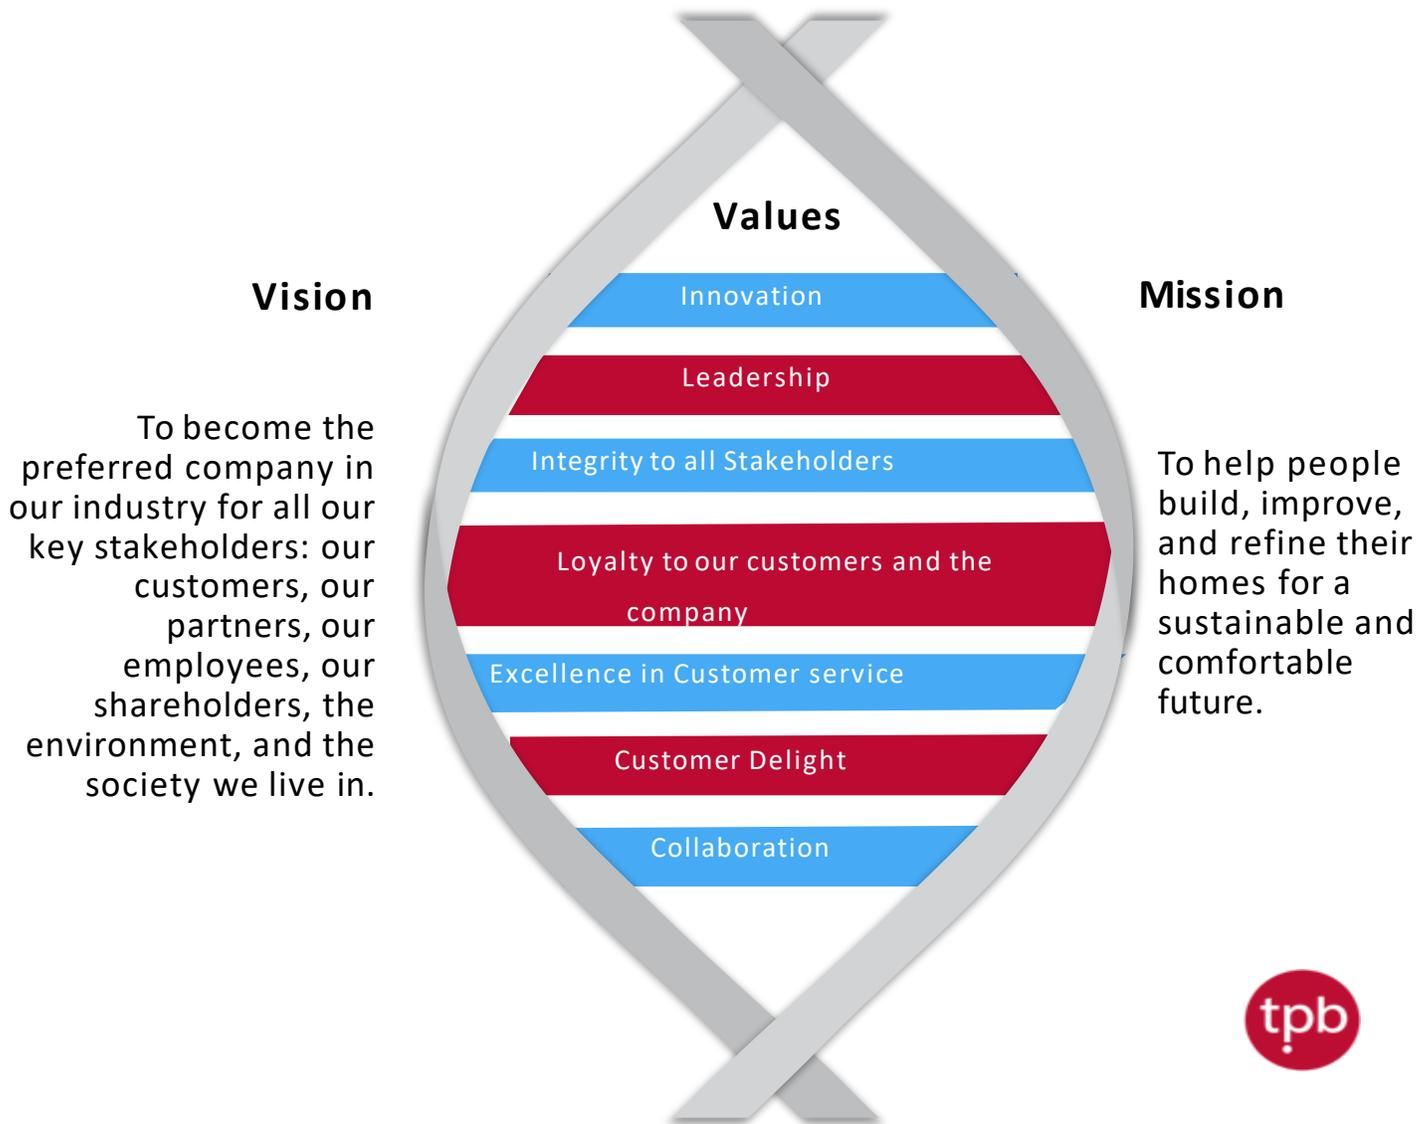 Values
Vision
To become the
preferred company in
our industry for all our
key stakeholders: our
customers, our
partners, our
employees, our
shareholders, the
environment, and the
society we live in.
Innovation
Leadership
Integrity to all Stakeholders
Loyalty to our customers and the
company
Excellence in Customer service
Customer Delight
Collaboration
Mission
To help people
build, improve,
and refine their
homes for a
sustainable and
comfortable
future.
tpb